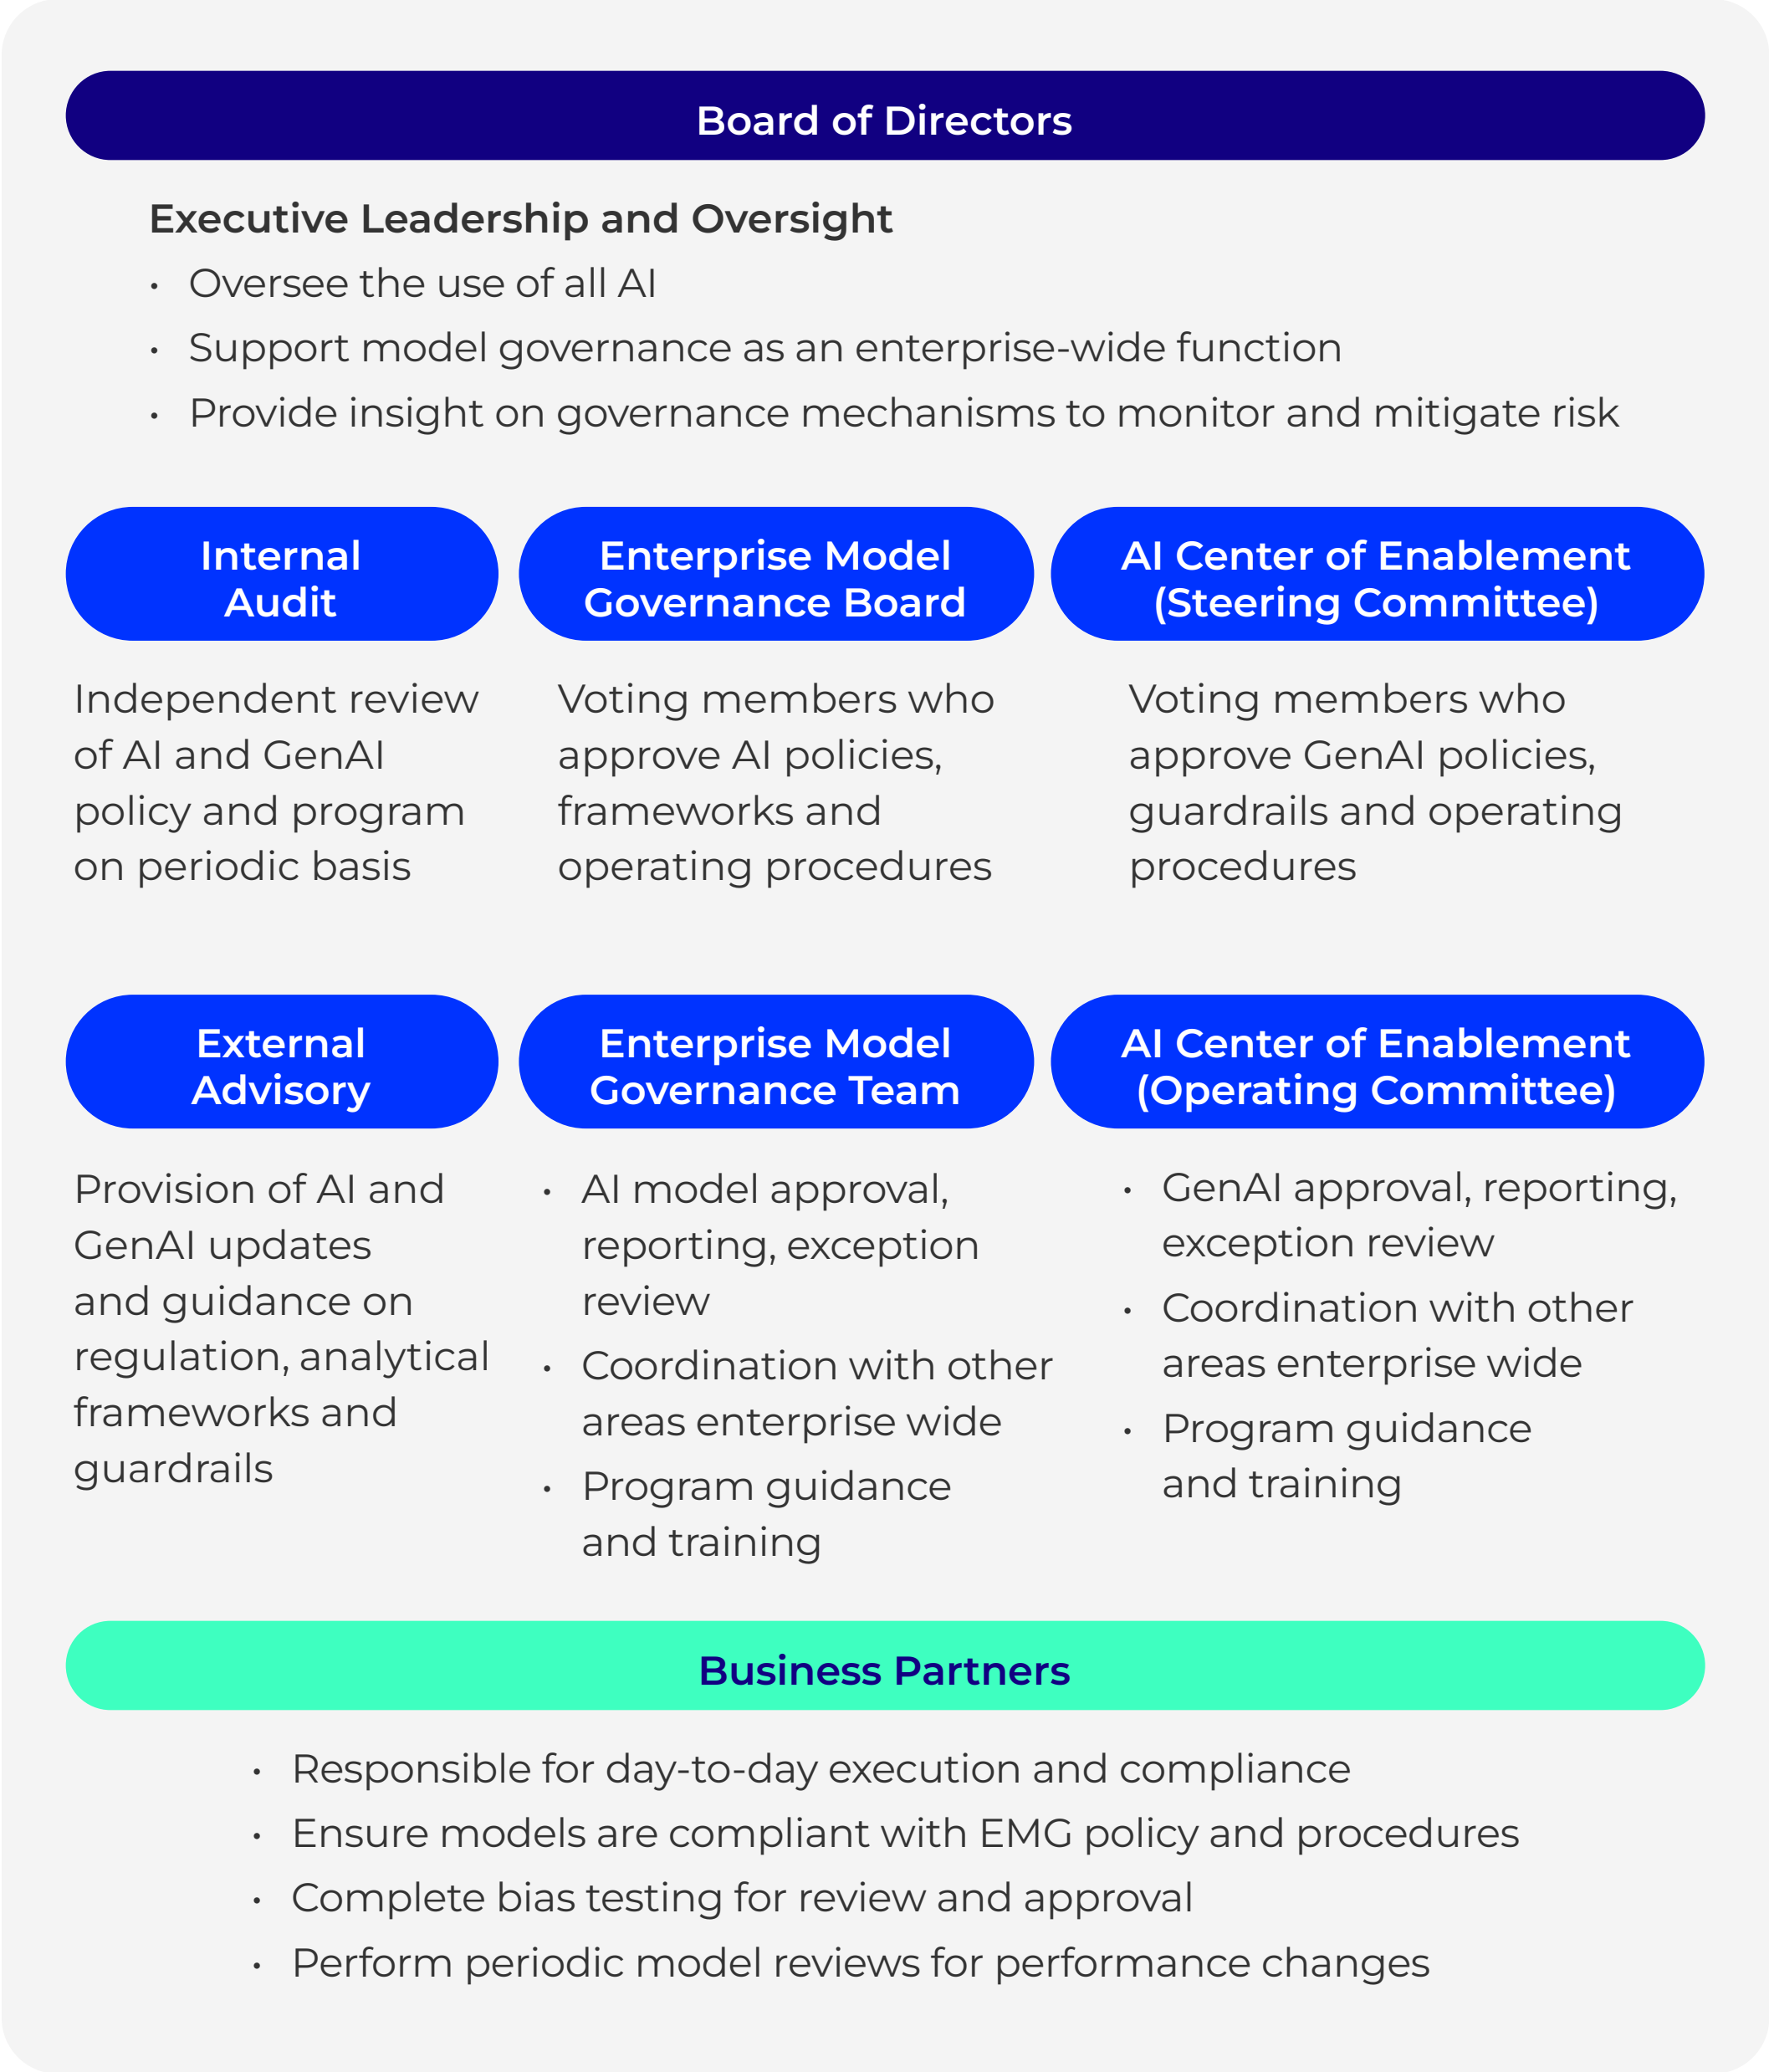 Board of Directors
Executive Leadership and Oversight
• Oversee the use of all AI
• Support model governance as an enterprise-wide function
• Provide insight on governance mechanisms to monitor and mitigate risk
Internal
Audit
Independent review
of AI and GenAI
policy and program
on periodic basis
Enterprise Model
Governance Board
Voting members who
approve AI policies,
frameworks and
operating procedures
AI Center of Enablement
(Steering Committee)
Voting members who
approve GenAI policies,
guardrails and operating
procedures
External
Advisory
Provision of AI and
GenAI updates
and guidance on
regulation, analytical
frameworks and
guardrails
Enterprise Model
Governance Team
• AI model approval,
reporting, exception
review
• Coordination with other
areas enterprise wide
• Program guidance
and training
AI Center of Enablement
(Operating Committee)
• GenAI approval, reporting,
exception review
• Coordination with other
areas enterprise wide
• Program guidance
and training
Business Partners
• Responsible for day-to-day execution and compliance
• Ensure models are compliant with EMG policy and procedures
• Complete bias testing for review and approval
• Perform periodic model reviews for performance changes